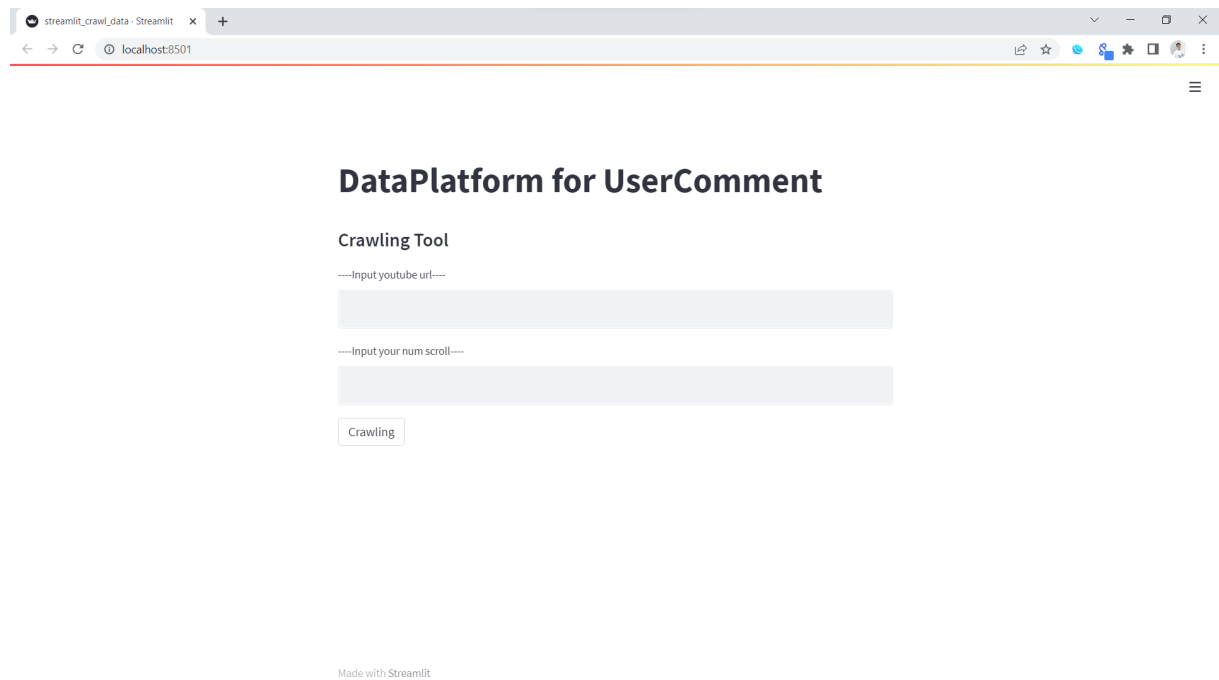 streamlit_crawl_data · Streamlit
localhost:8501
DataPlatform for UserComment
Crawling Tool
----Input youtube url----
----Input your num scroll----
Crawling
Made with Streamlit